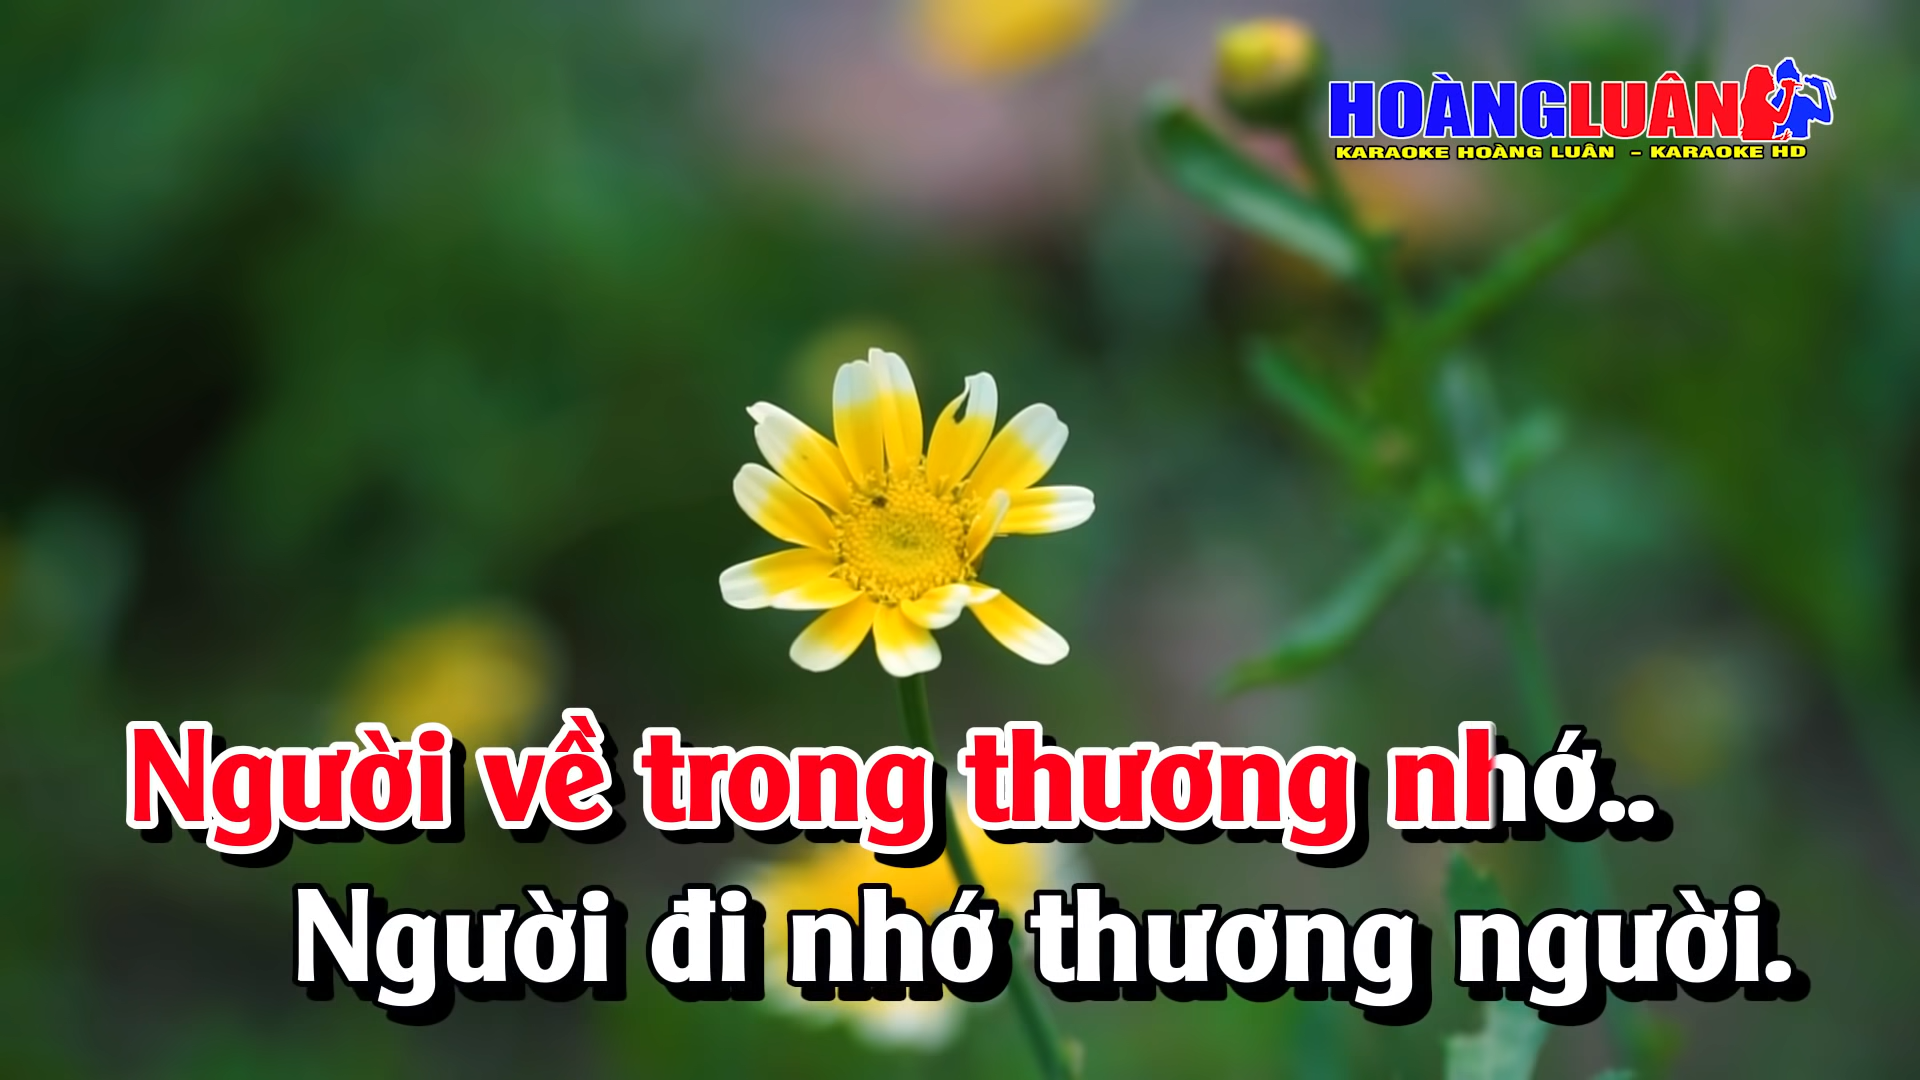 HOÀNGLUÂN
KARAOKE HOÀNG LUÂN - KARAOKE HD
Người về trong thương nhớ..
Người đi nhớ thương người.